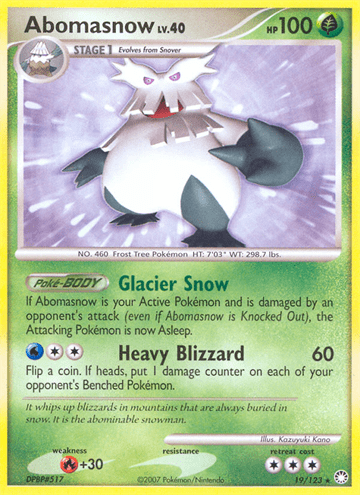 Abomasnow LV.40 HP 100
STAGE 1 Evolves from Snover
NO. 460 Frost Tree Pokémon HT: 7'03" WT: 298.7 lbs.
Poké-BODY Glacier Snow
If Abomasnow is your Active Pokémon and is damaged by an
opponent's attack (even if Abomasnow is Knocked Out), the
Attacking Pokémon is now Asleep.
Heavy Blizzard 60
Flip a coin. If heads, put 1 damage counter on each of your
opponent's Benched Pokémon.
It whips up blizzards in mountains that are always buried in
snow. It is the abominable snowman.
Illus. Kazuyuki Kano
weakness resistance retreat cost
+30
DPBP#517 ©2007 Pokémon/Nintendo 19/123 ★